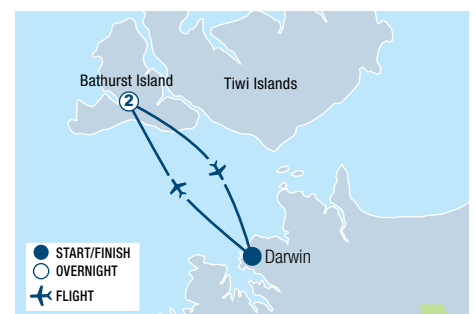 Bathurst Island
Tiwi Islands
2
Darwin
START/FINISH
OVERNIGHT
FLIGHT